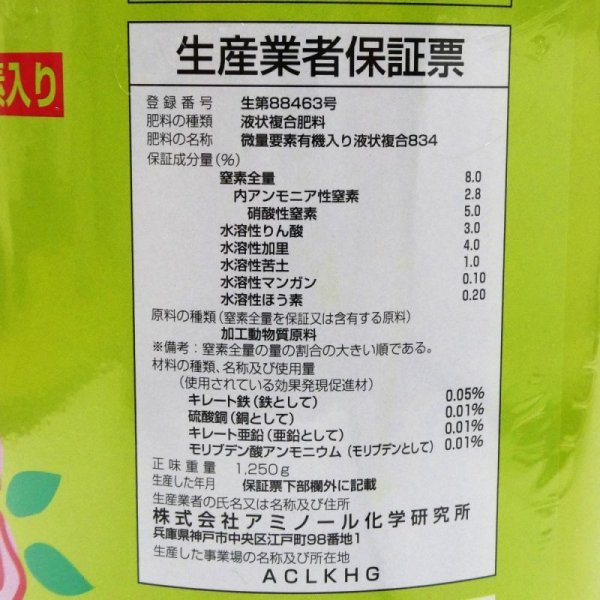 素入り
生産業者保証票
登録番号 生第88463号
肥料の種類 液状複合肥料
肥料の名称 微量要素有機入り液状複合834
保証成分量(%)
窒素全量 8.0
内アンモニア性窒素 2.8
硝酸性窒素 5.0
水溶性りん酸 3.0
水溶性加里 4.0
水溶性苦土 1.0
水溶性マンガン 0.10
水溶性ほう素 0.20
原料の種類(窒素全量を保証又は含有する原料)
加工動物質原料
※備考：窒素全量の量の割合の大きい順である。
材料の種類、名称及び使用量
(使用されている効果発現促進材)
キレート鉄(鉄として) 0.05%
硫酸銅(銅として) 0.01%
キレート亜鉛(亜鉛として) 0.01%
モリブデン酸アンモニウム(モリブデンとして) 0.01%
正味重量 1,250g
生産した年月 保証票下部欄外に記載
生産業者の氏名又は名称及び住所
株式会社アミノール化学研究所
兵庫県神戸市中央区江戸町98番地1
生産した事業場の名称及び所在地
ACLKHG